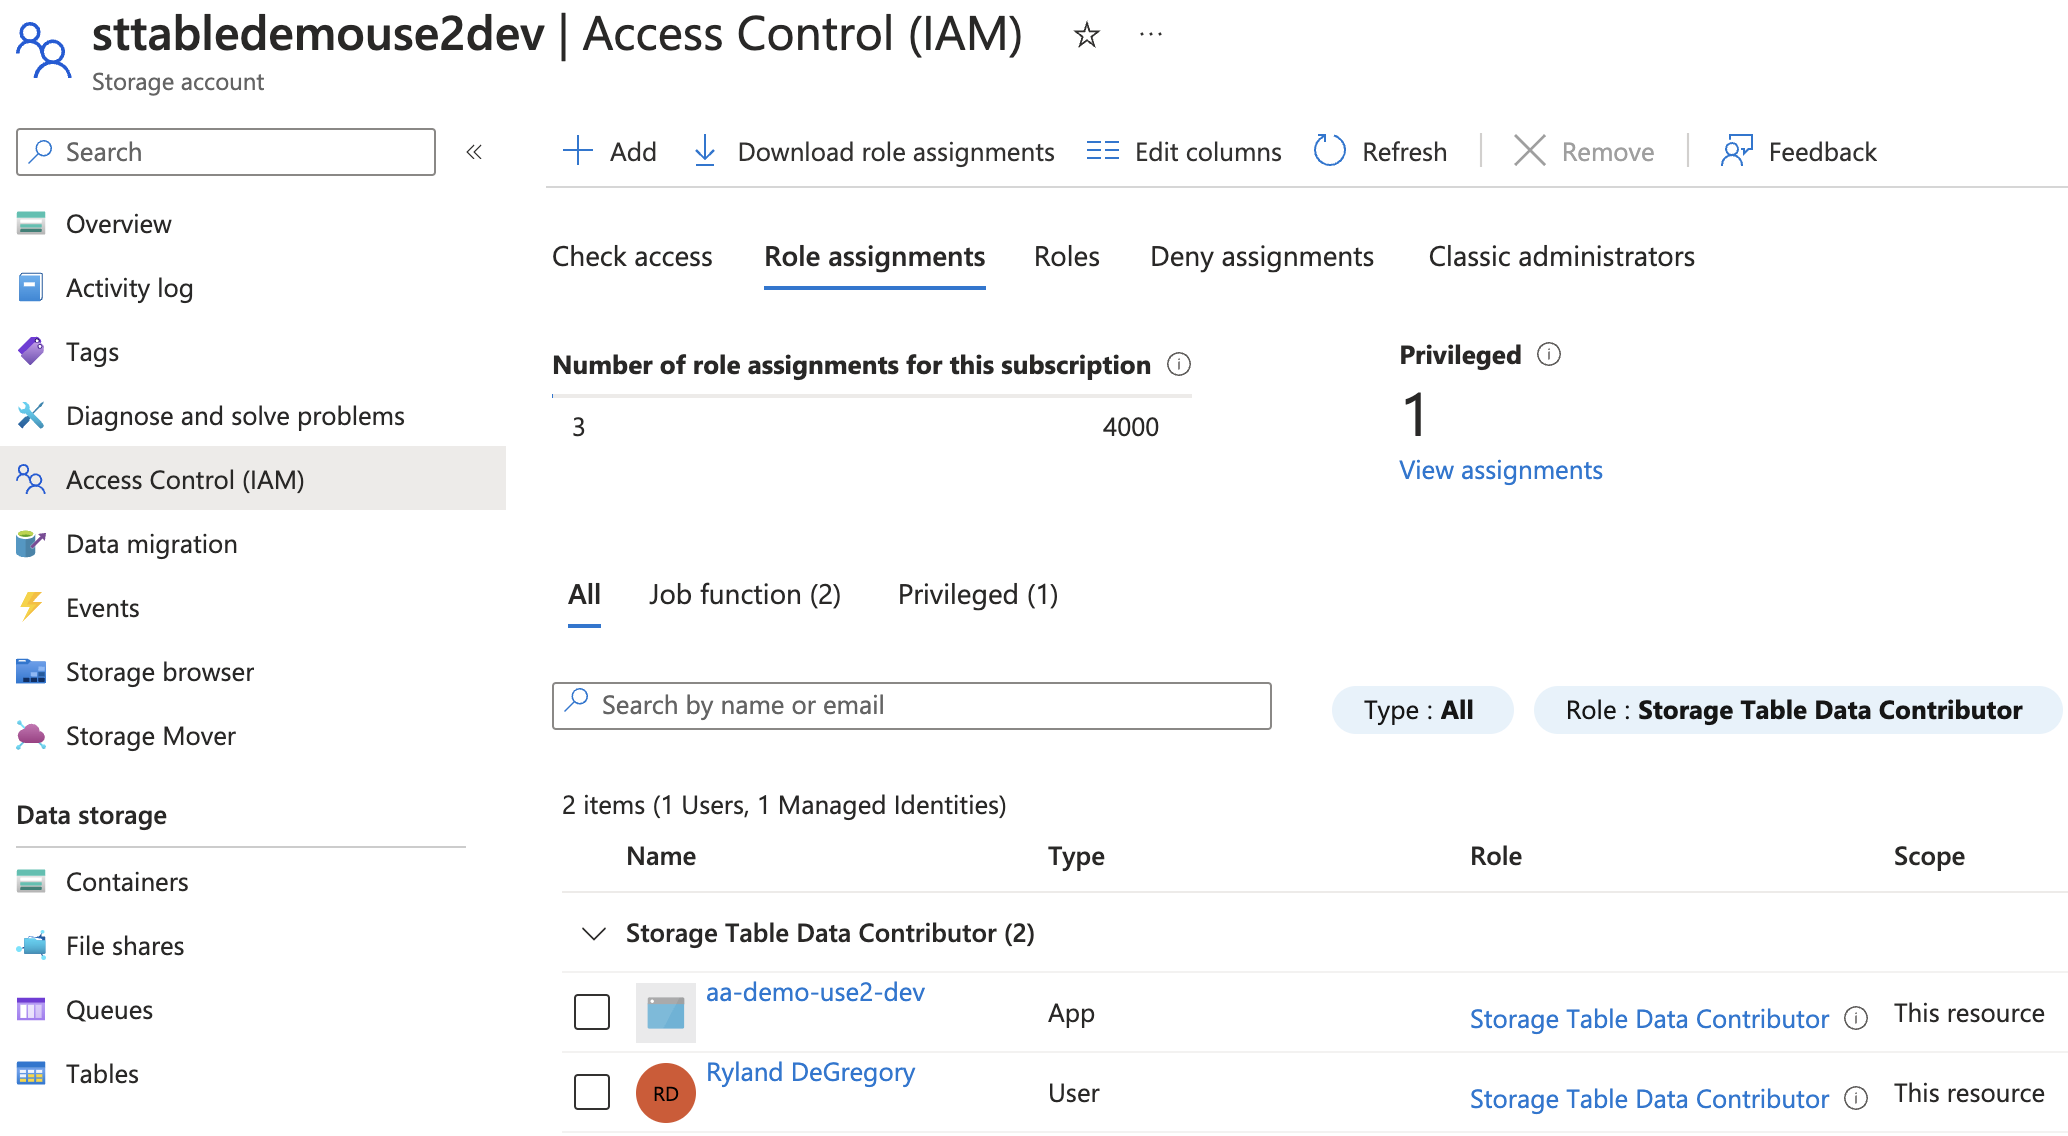 sttabledemouse2dev | Access Control (IAM) ☆ ···
Storage account
Search «
Overview
Activity log
Tags
Diagnose and solve problems
Access Control (IAM)
Data migration
Events
Storage browser
Storage Mover
Data storage
Containers
File shares
Queues
Tables
Add Download role assignments Edit columns Refresh Remove Feedback
Check access Role assignments Roles Deny assignments Classic administrators
Number of role assignments for this subscription
3 4000
Privileged
1
View assignments
All Job function (2) Privileged (1)
Search by name or email Type : All Role : Storage Table Data Contributor
2 items (1 Users, 1 Managed Identities)
Name Type Role Scope
Storage Table Data Contributor (2)
aa-demo-use2-dev App Storage Table Data Contributor This resource
RD Ryland DeGregory User Storage Table Data Contributor This resource